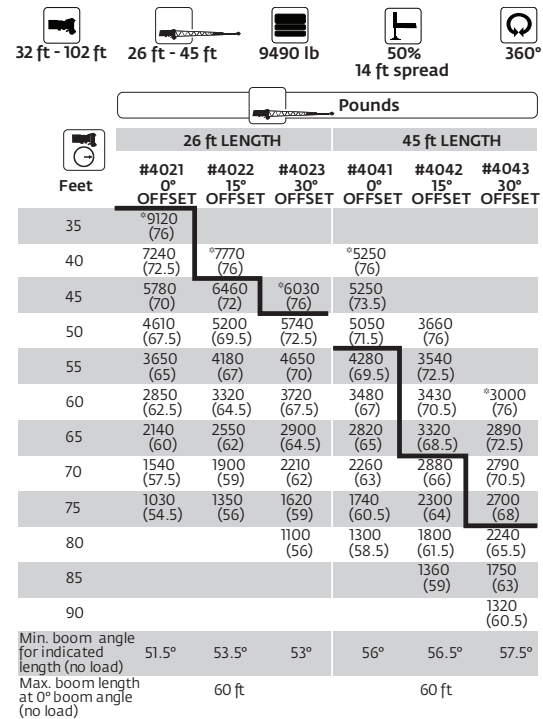 32 ft - 102 ft 26 ft - 45 ft 9490 lb 50% 360°
14 ft spread
Pounds
26 ft LENGTH 45 ft LENGTH
Feet #4021 #4022 #4023 #4041 #4042 #4043
0° 15° 30° 0° 15° 30°
OFFSET OFFSET OFFSET OFFSET OFFSET OFFSET
35 *9120
(76)
40 7240 *7770 *5250
(72.5) (76) (76)
45 5780 6460 *6030 5250
(70) (72) (76) (73.5)
50 4610 5200 5740 5050 3660
(67.5) (69.5) (72.5) (71.5) (76)
55 3650 4180 4650 4280 3540
(65) (67) (70) (69.5) (72.5)
60 2850 3320 3720 3480 3430 *3000
(62.5) (64.5) (67.5) (67) (70.5) (76)
65 2140 2550 2900 2820 3320 2890
(60) (62) (64.5) (65) (68.5) (72.5)
70 1540 1900 2210 2260 2880 2790
(57.5) (59) (62) (63) (66) (70.5)
75 1030 1350 1620 1740 2300 2700
(54.5) (56) (59) (60.5) (64) (68)
80 1100 1300 1800 2240
(56) (58.5) (61.5) (65.5)
85 1360 1750
(59) (63)
90 1320
(60.5)
Min. boom angle
for indicated 51.5° 53.5° 53° 56° 56.5° 57.5°
length (no load)
Max. boom length
at 0° boom angle 60 ft 60 ft
(no load)